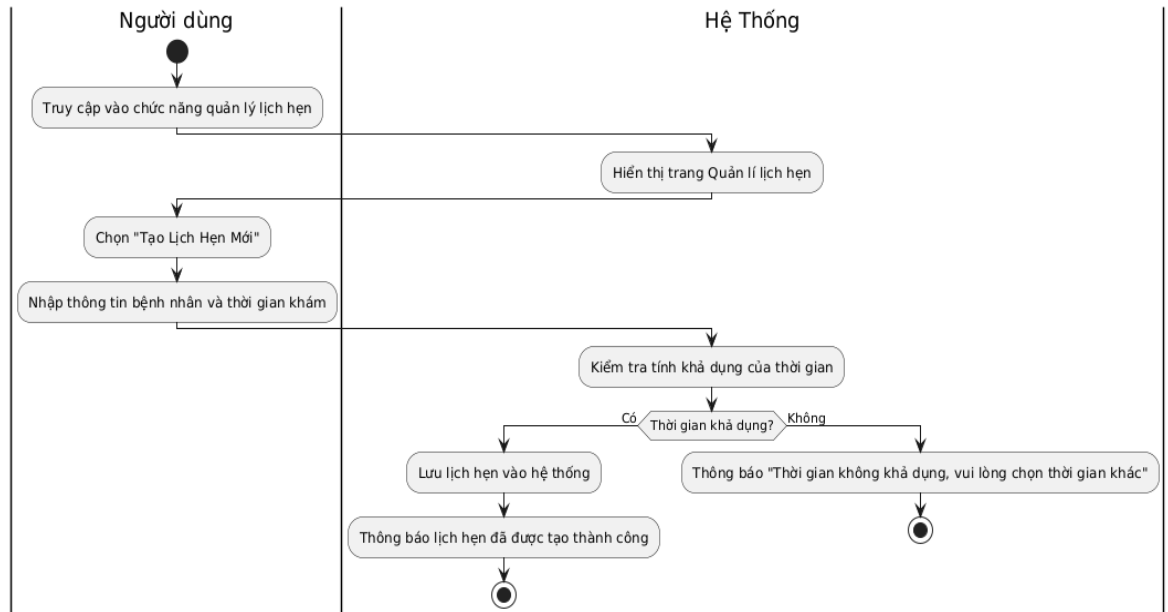 Người dùng
Hệ Thống
Truy cập vào chức năng quản lý lịch hẹn
Hiển thị trang Quản lí lịch hẹn
Chọn "Tạo Lịch Hẹn Mới"
Nhập thông tin bệnh nhân và thời gian khám
Kiểm tra tính khả dụng của thời gian
Có
Thời gian khả dụng?
Không
Lưu lịch hẹn vào hệ thống
Thông báo "Thời gian không khả dụng, vui lòng chọn thời gian khác"
Thông báo lịch hẹn đã được tạo thành công